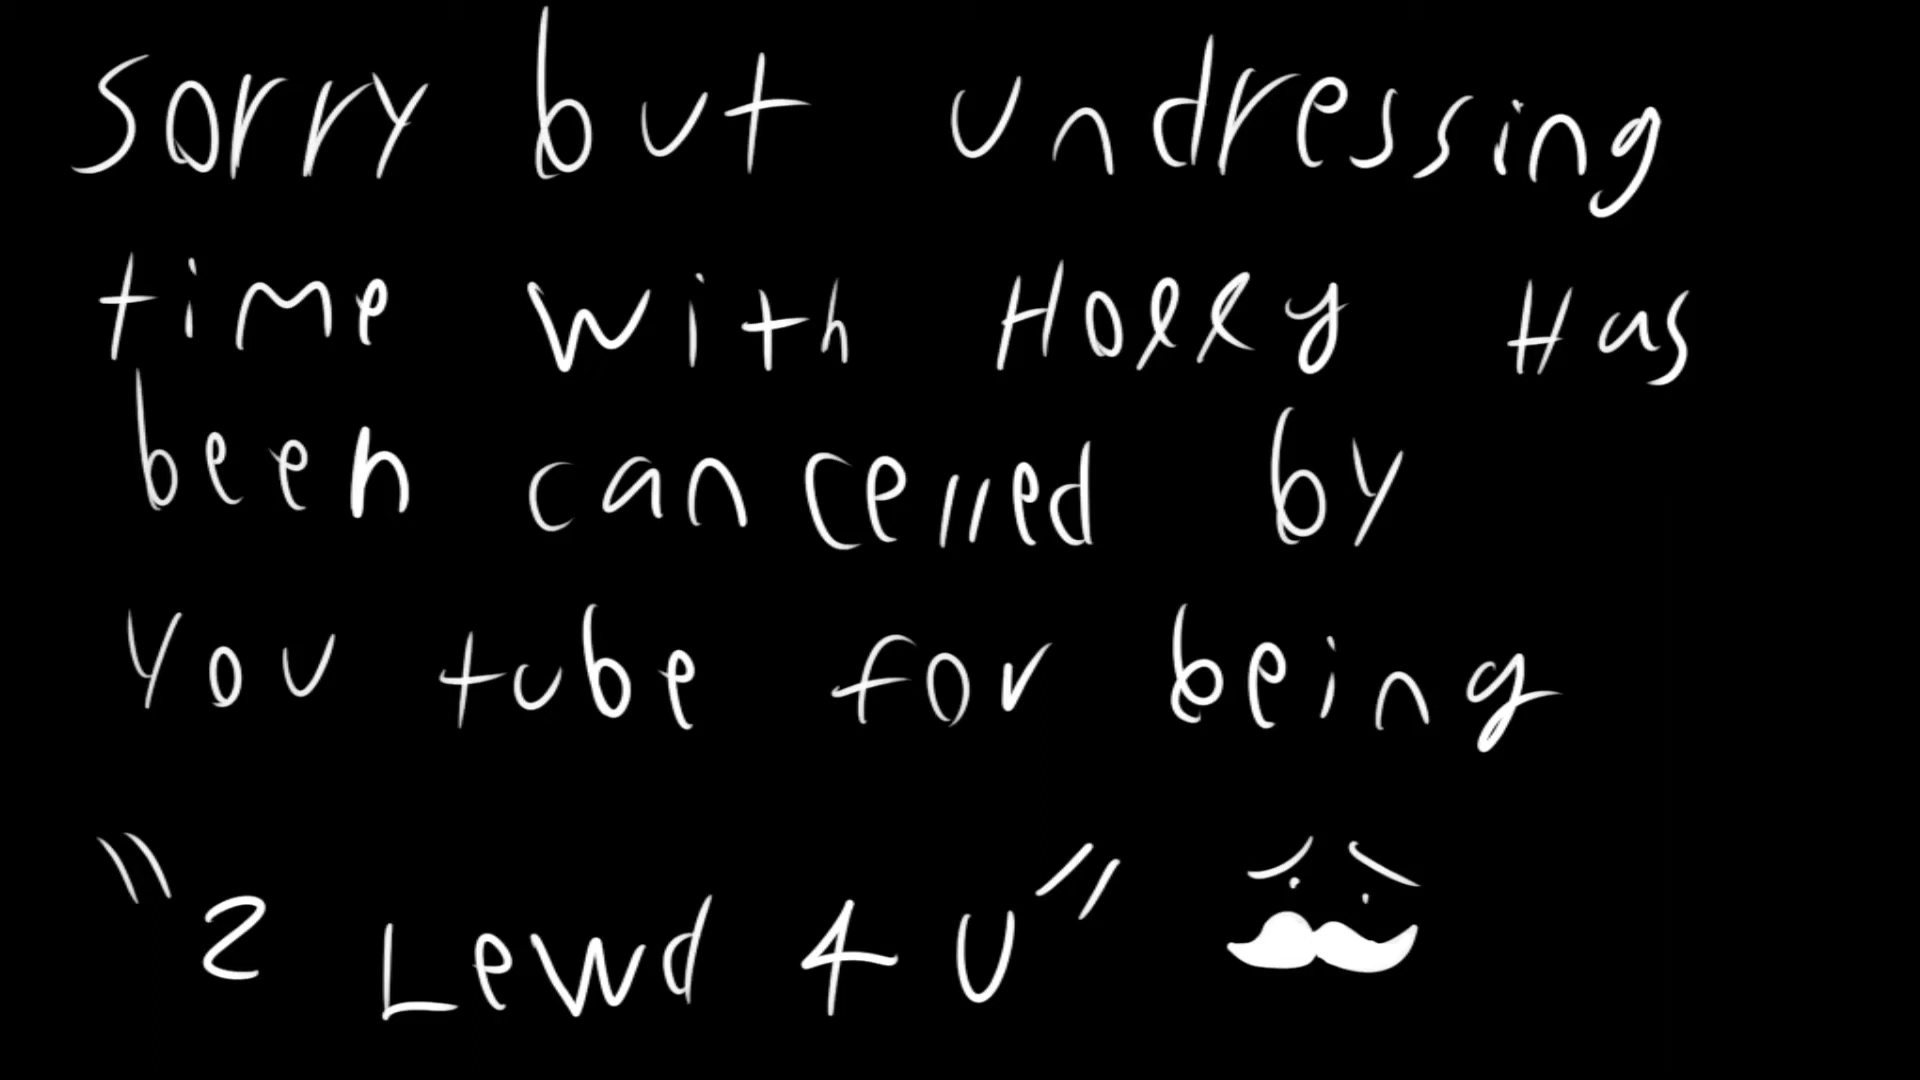 Sorry but undressing
time with Holly Has
been cancelled by
You tube for being
"2 Lewd 4 U"